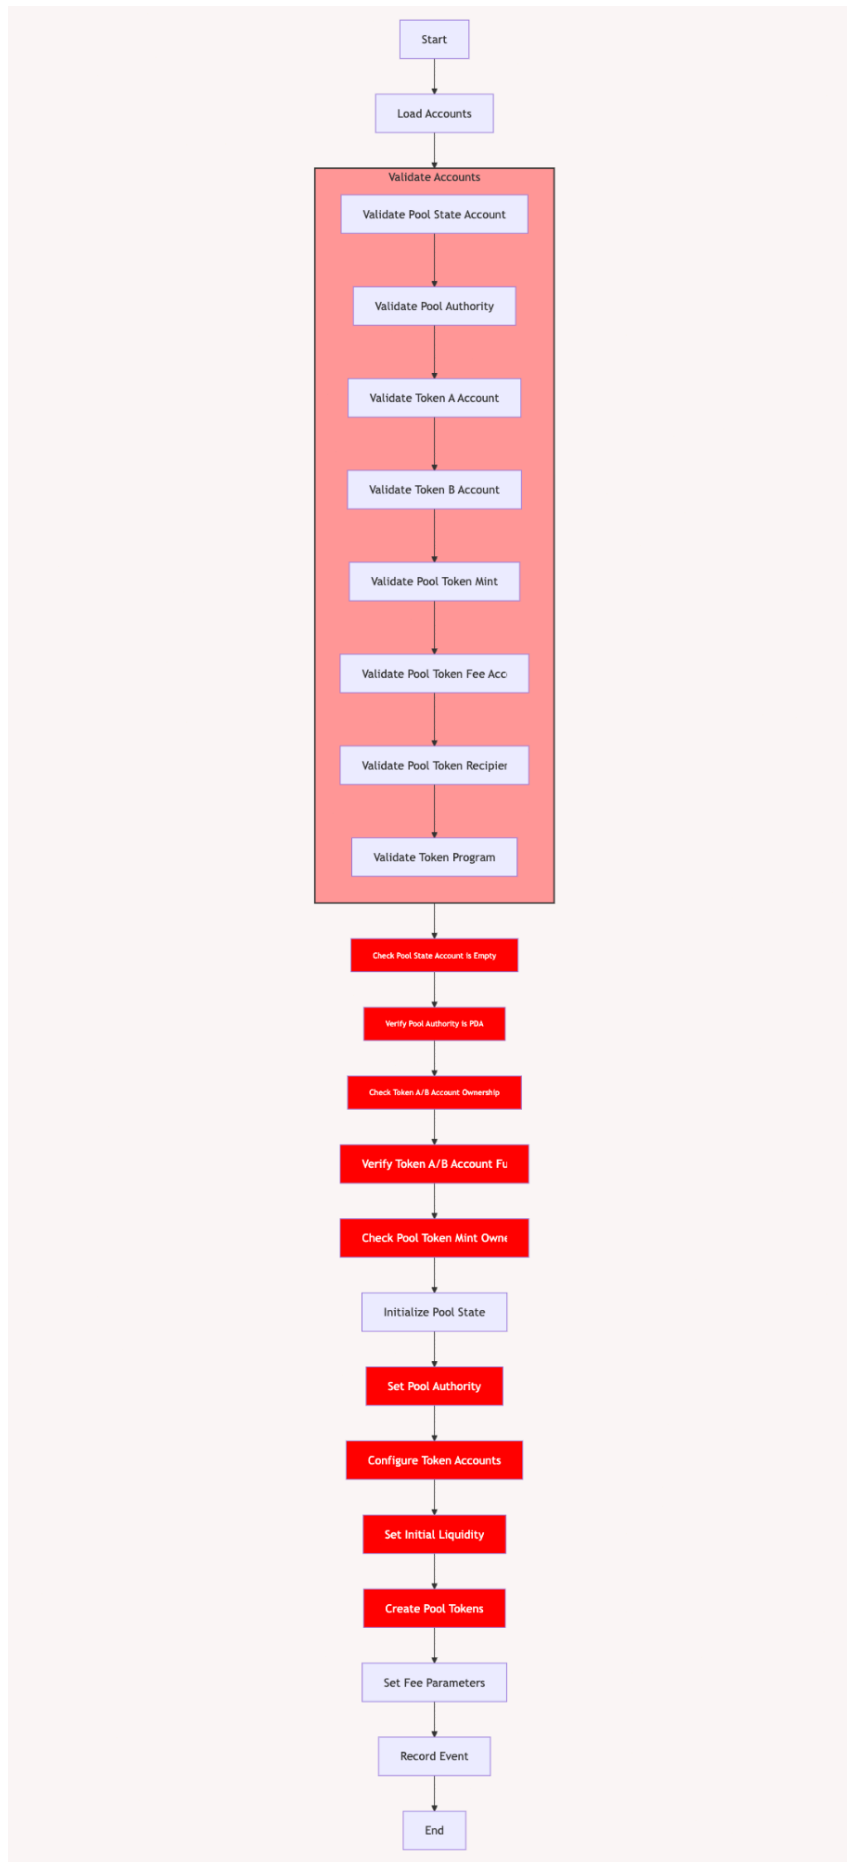 Start
Load Accounts
Validate Accounts
Validate Pool State Account
Validate Pool Authority
Validate Token A Account
Validate Token B Account
Validate Pool Token Mint
Validate Pool Token Fee Acc
Validate Pool Token Recipier
Validate Token Program
Check Pool State Account is Empty
Verify Pool Authority is PDA
Check Token A/B Account Ownership
Verify Token A/B Account Fu
Check Pool Token Mint Owne
Initialize Pool State
Set Pool Authority
Configure Token Accounts
Set Initial Liquidity
Create Pool Tokens
Set Fee Parameters
Record Event
End